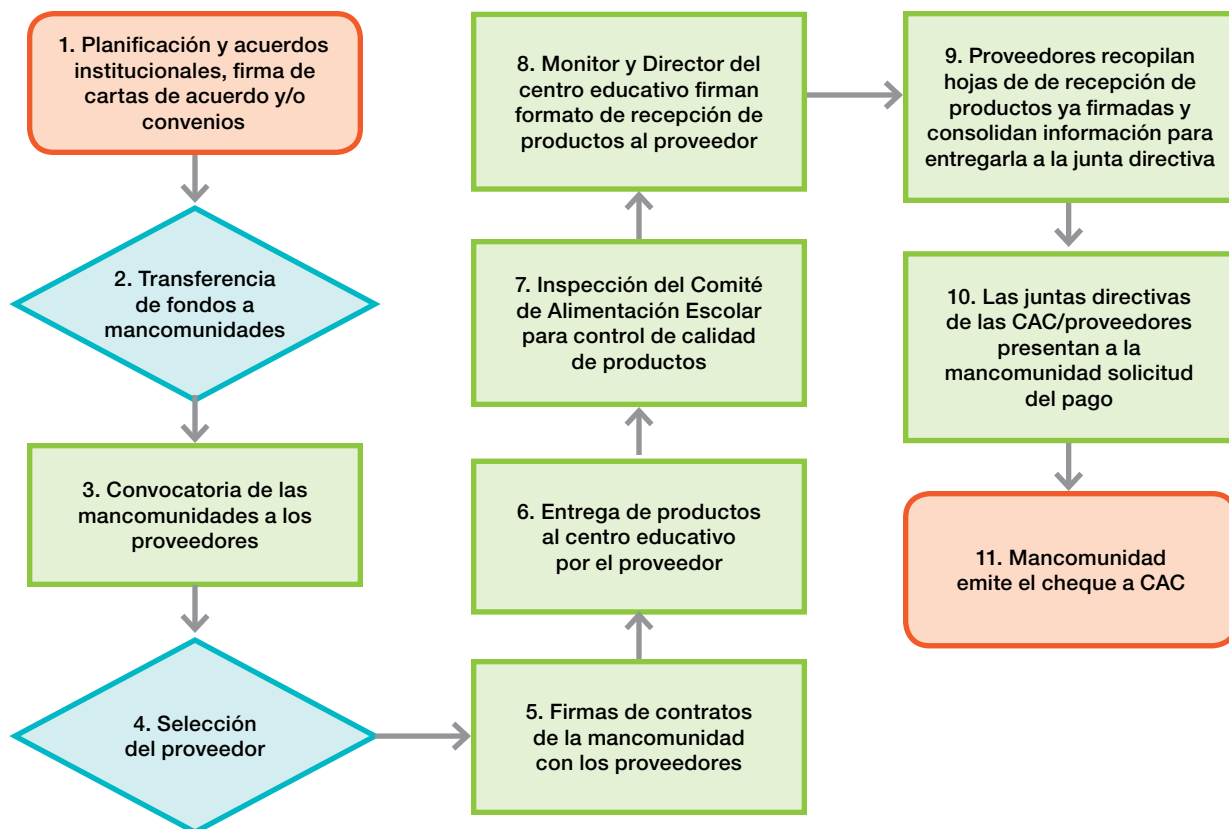 1. Planificación y acuerdos
institucionales, firma de
cartas de acuerdo y/o
convenios
2. Transferencia
de fondos a
mancomunidades
3. Convocatoria de las
mancomunidades a los
proveedores
4. Selección
del proveedor
5. Firmas de contratos
de la mancomunidad
con los proveedores
6. Entrega de productos
al centro educativo
por el proveedor
7. Inspección del Comité
de Alimentación Escolar
para control de calidad
de productos
8. Monitor y Director del
centro educativo firman
formato de recepción de
productos al proveedor
9. Proveedores recopilan
hojas de de recepción de
productos ya firmadas y
consolidan información para
entregarla a la junta directiva
10. Las juntas directivas
de las CAC/proveedores
presentan a la
mancomunidad solicitud
del pago
11. Mancomunidad
emite el cheque a CAC